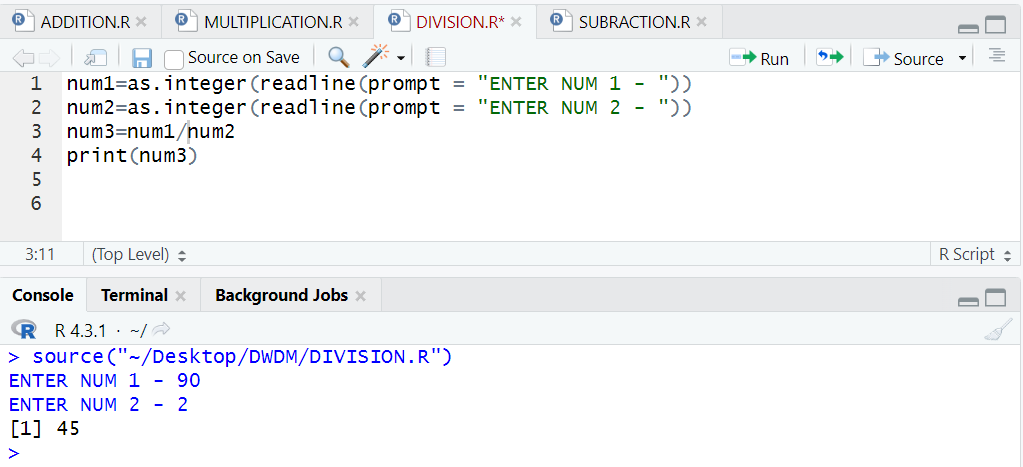 ADDITION.R MULTIPLICATION.R DIVISION.R* SUBRACTION.R
Source on Save Run Source
1 num1=as.integer(readline(prompt = "ENTER NUM 1 - "))
2 num2=as.integer(readline(prompt = "ENTER NUM 2 - "))
3 num3=num1/num2
4 print(num3)
5
6
3:11 (Top Level) R Script
Console Terminal Background Jobs
R R 4.3.1 · ~/
> source("~/Desktop/DWDM/DIVISION.R")
ENTER NUM 1 - 90
ENTER NUM 2 - 2
[1] 45
>